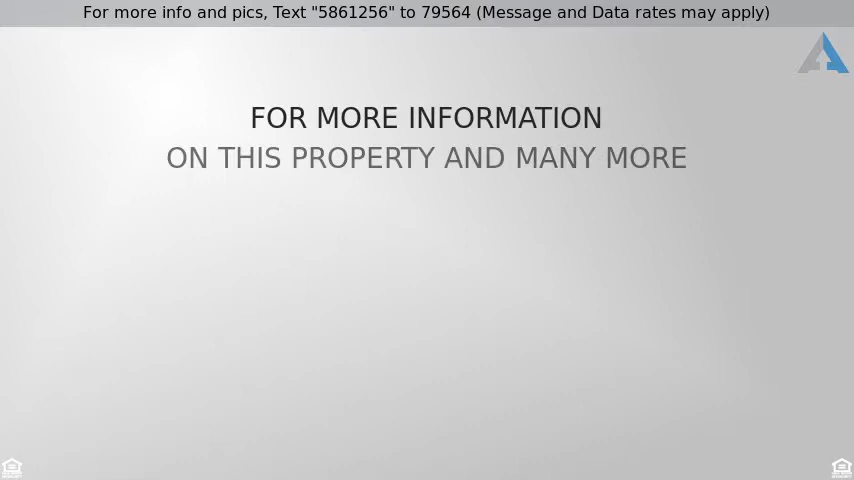 For more info and pics, Text "5861256" to 79564 (Message and Data rates may apply)
FOR MORE INFORMATION
ON THIS PROPERTY AND MANY MORE